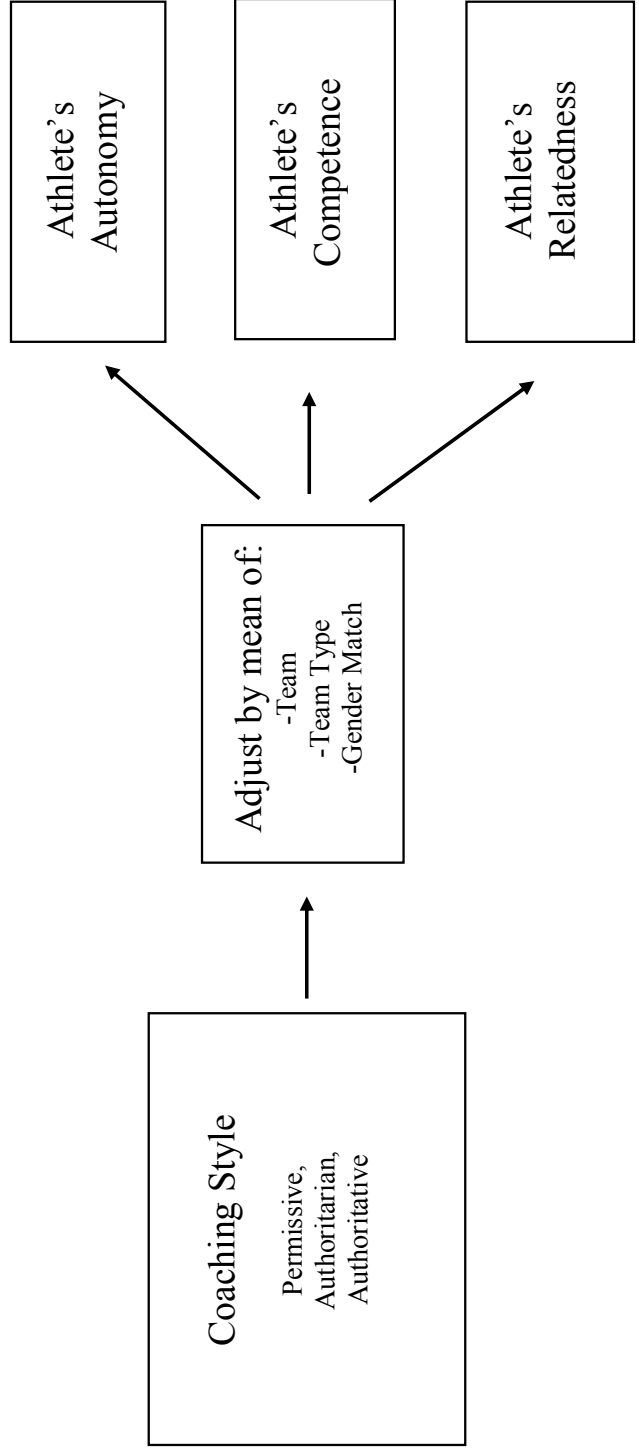 Coaching Style
Permissive,
Authoritarian,
Authoritative
Adjust by mean of:
-Team
-Team Type
-Gender Match
Athlete’s
Autonomy
Athlete’s
Competence
Athlete’s
Relatedness